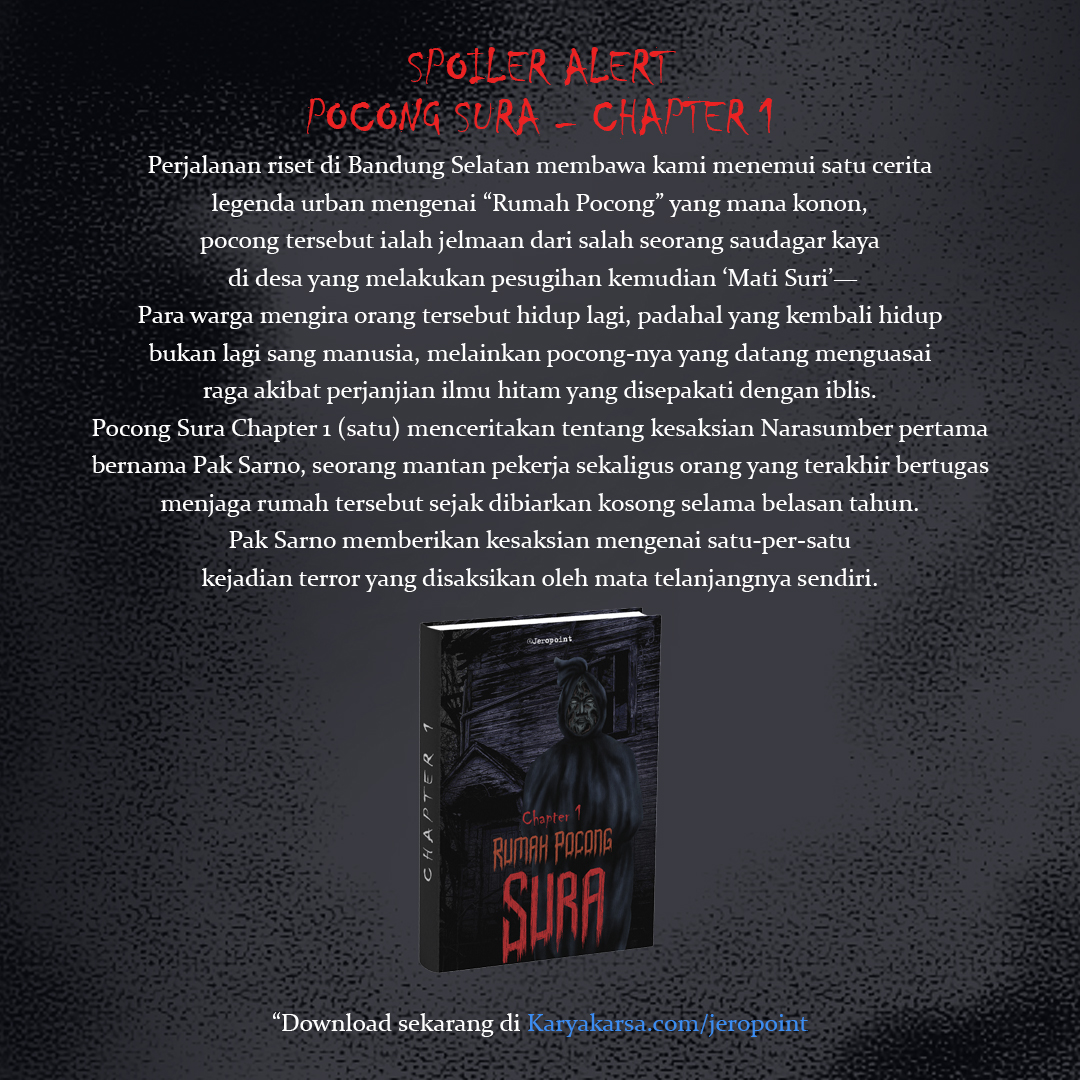 SPOILER ALERT
POCONG SURA – CHAPTER 1
Perjalanan riset di Bandung Selatan membawa kami menemui satu cerita
legenda urban mengenai “Rumah Pocong” yang mana konon,
pocong tersebut ialah jelmaan dari salah seorang saudagar kaya
di desa yang melakukan pesugihan kemudian ‘Mati Suri’—
Para warga mengira orang tersebut hidup lagi, padahal yang kembali hidup
bukan lagi sang manusia, melainkan pocong-nya yang datang menguasai
raga akibat perjanjian ilmu hitam yang disepakati dengan iblis.
Pocong Sura Chapter 1 (satu) menceritakan tentang kesaksian Narasumber pertama
bernama Pak Sarno, seorang mantan pekerja sekaligus orang yang terakhir bertugas
menjaga rumah tersebut sejak dibiarkan kosong selama belasan tahun.
Pak Sarno memberikan kesaksian mengenai satu-per-satu
kejadian terror yang disaksikan oleh mata telanjangnya sendiri.
@Jeropoint
CHAPTER 1
Chapter 1
RUMAH POCONG
SURA
“Download sekarang di Karyakarsa.com/jeropoint